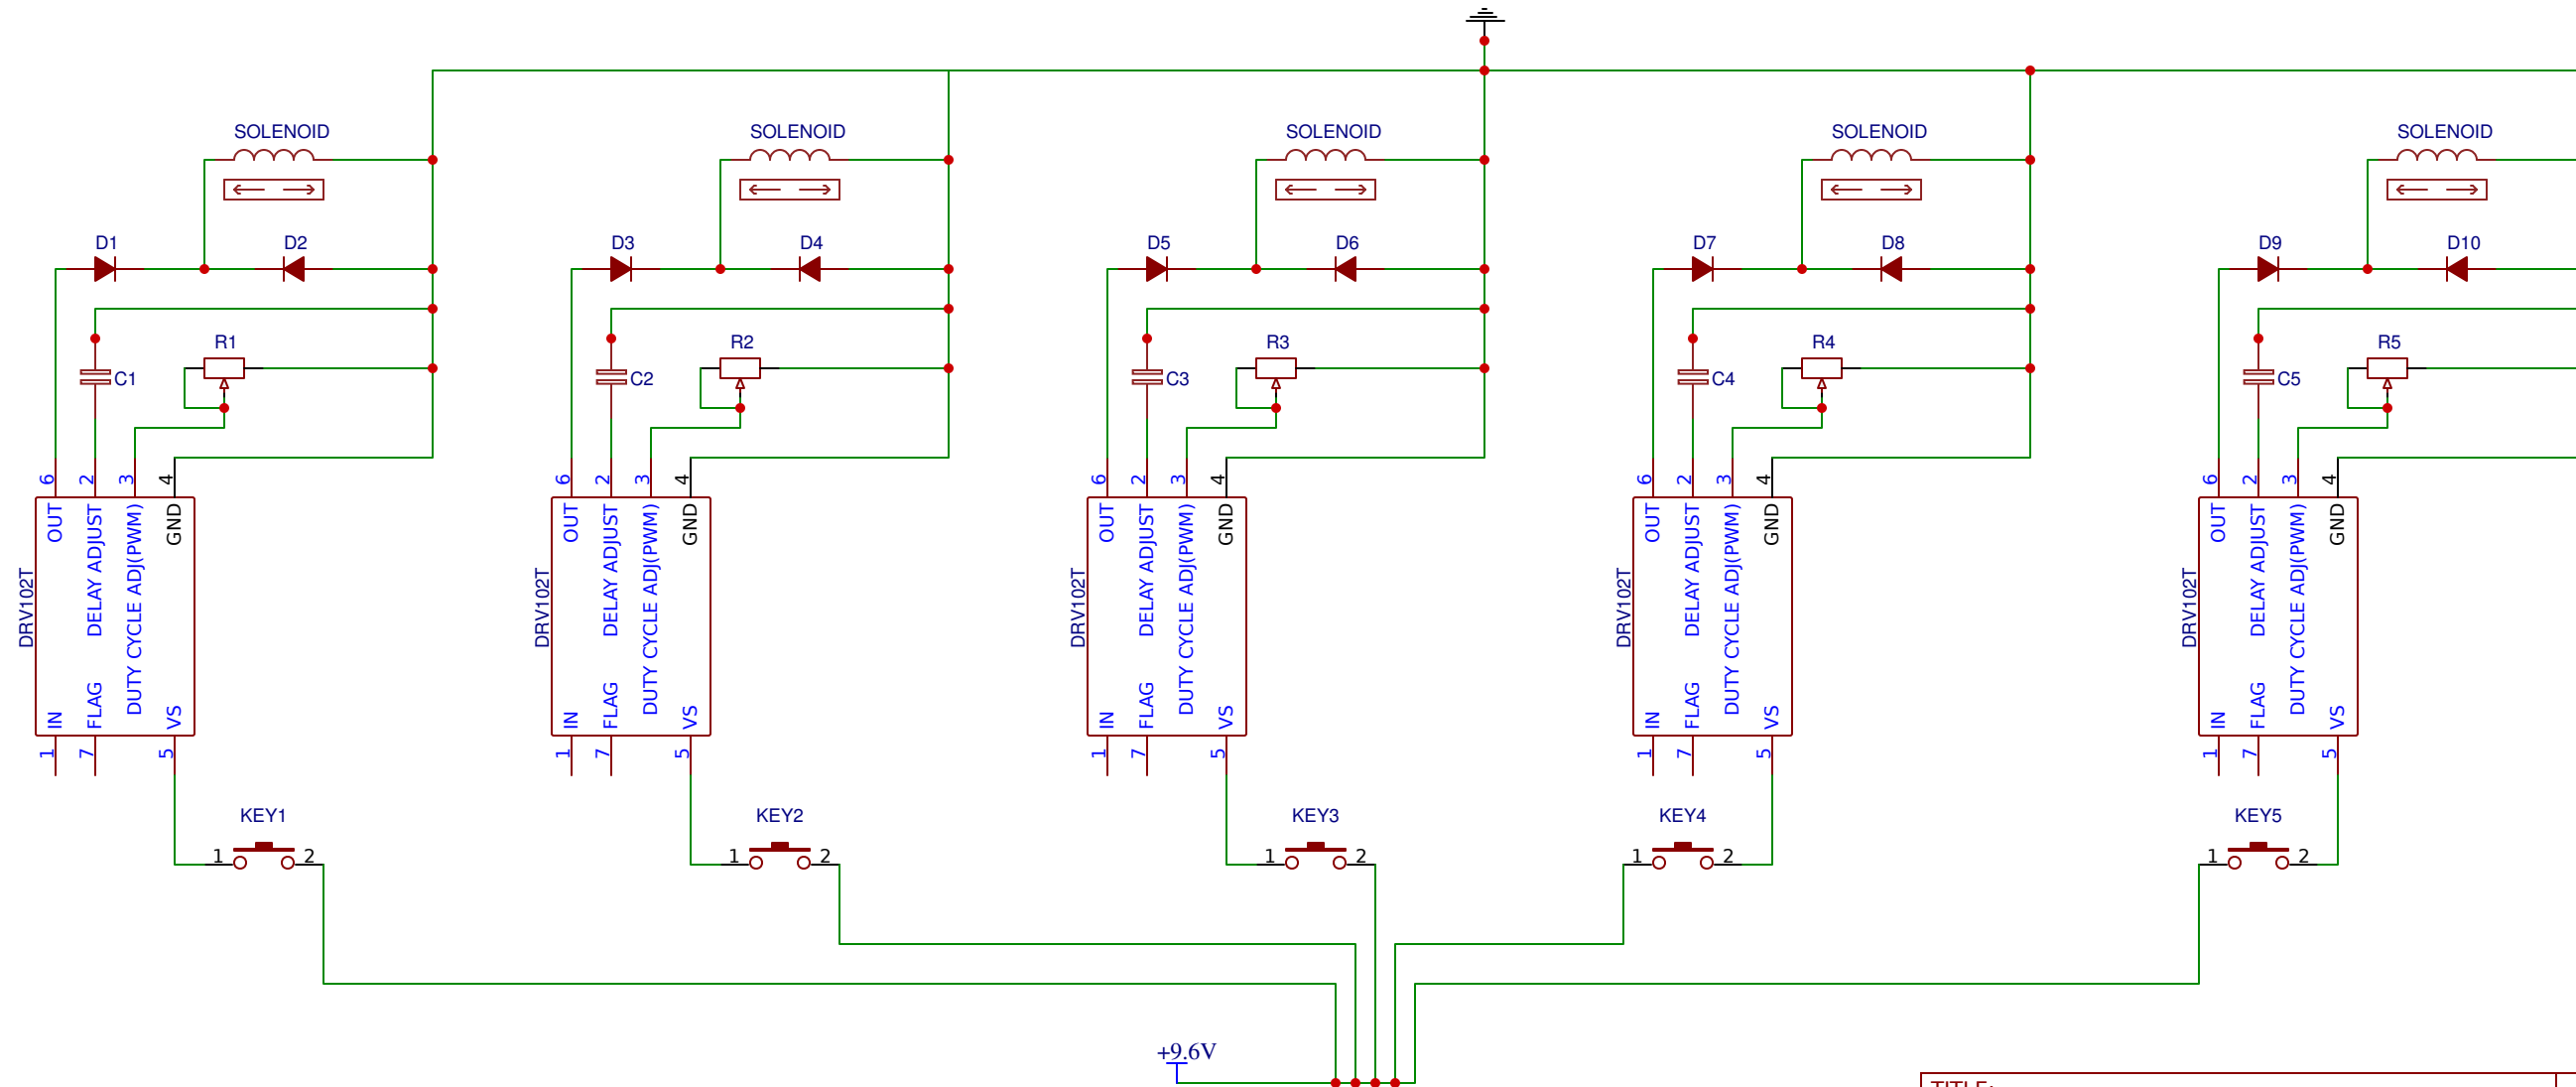 SOLENOID SOLENOID SOLENOID SOLENOID SOLENOID
D1 D2 D3 D4 D5 D6 D7 D8 D9 D10
R1 R2 R3 R4 R5
C1 C2 C3 C4 C5
6 2 3 4 6 2 3 4 6 2 3 4 6 2 3 4 6 2 3 4
OUT DELAY ADJUST DUTY CYCLE ADJ(PWM) GND
OUT DELAY ADJUST DUTY CYCLE ADJ(PWM) GND
OUT DELAY ADJUST DUTY CYCLE ADJ(PWM) GND
OUT DELAY ADJUST DUTY CYCLE ADJ(PWM) GND
OUT DELAY ADJUST DUTY CYCLE ADJ(PWM) GND
DRV102T DRV102T DRV102T DRV102T DRV102T
IN FLAG VS IN FLAG VS IN FLAG VS IN FLAG VS IN FLAG VS
1 7 5 1 7 5 1 7 5 1 7 5 1 7 5
KEY1 KEY2 KEY3 KEY4 KEY5
1 2 1 2 1 2 1 2 1 2
+9.6V
TITLE: